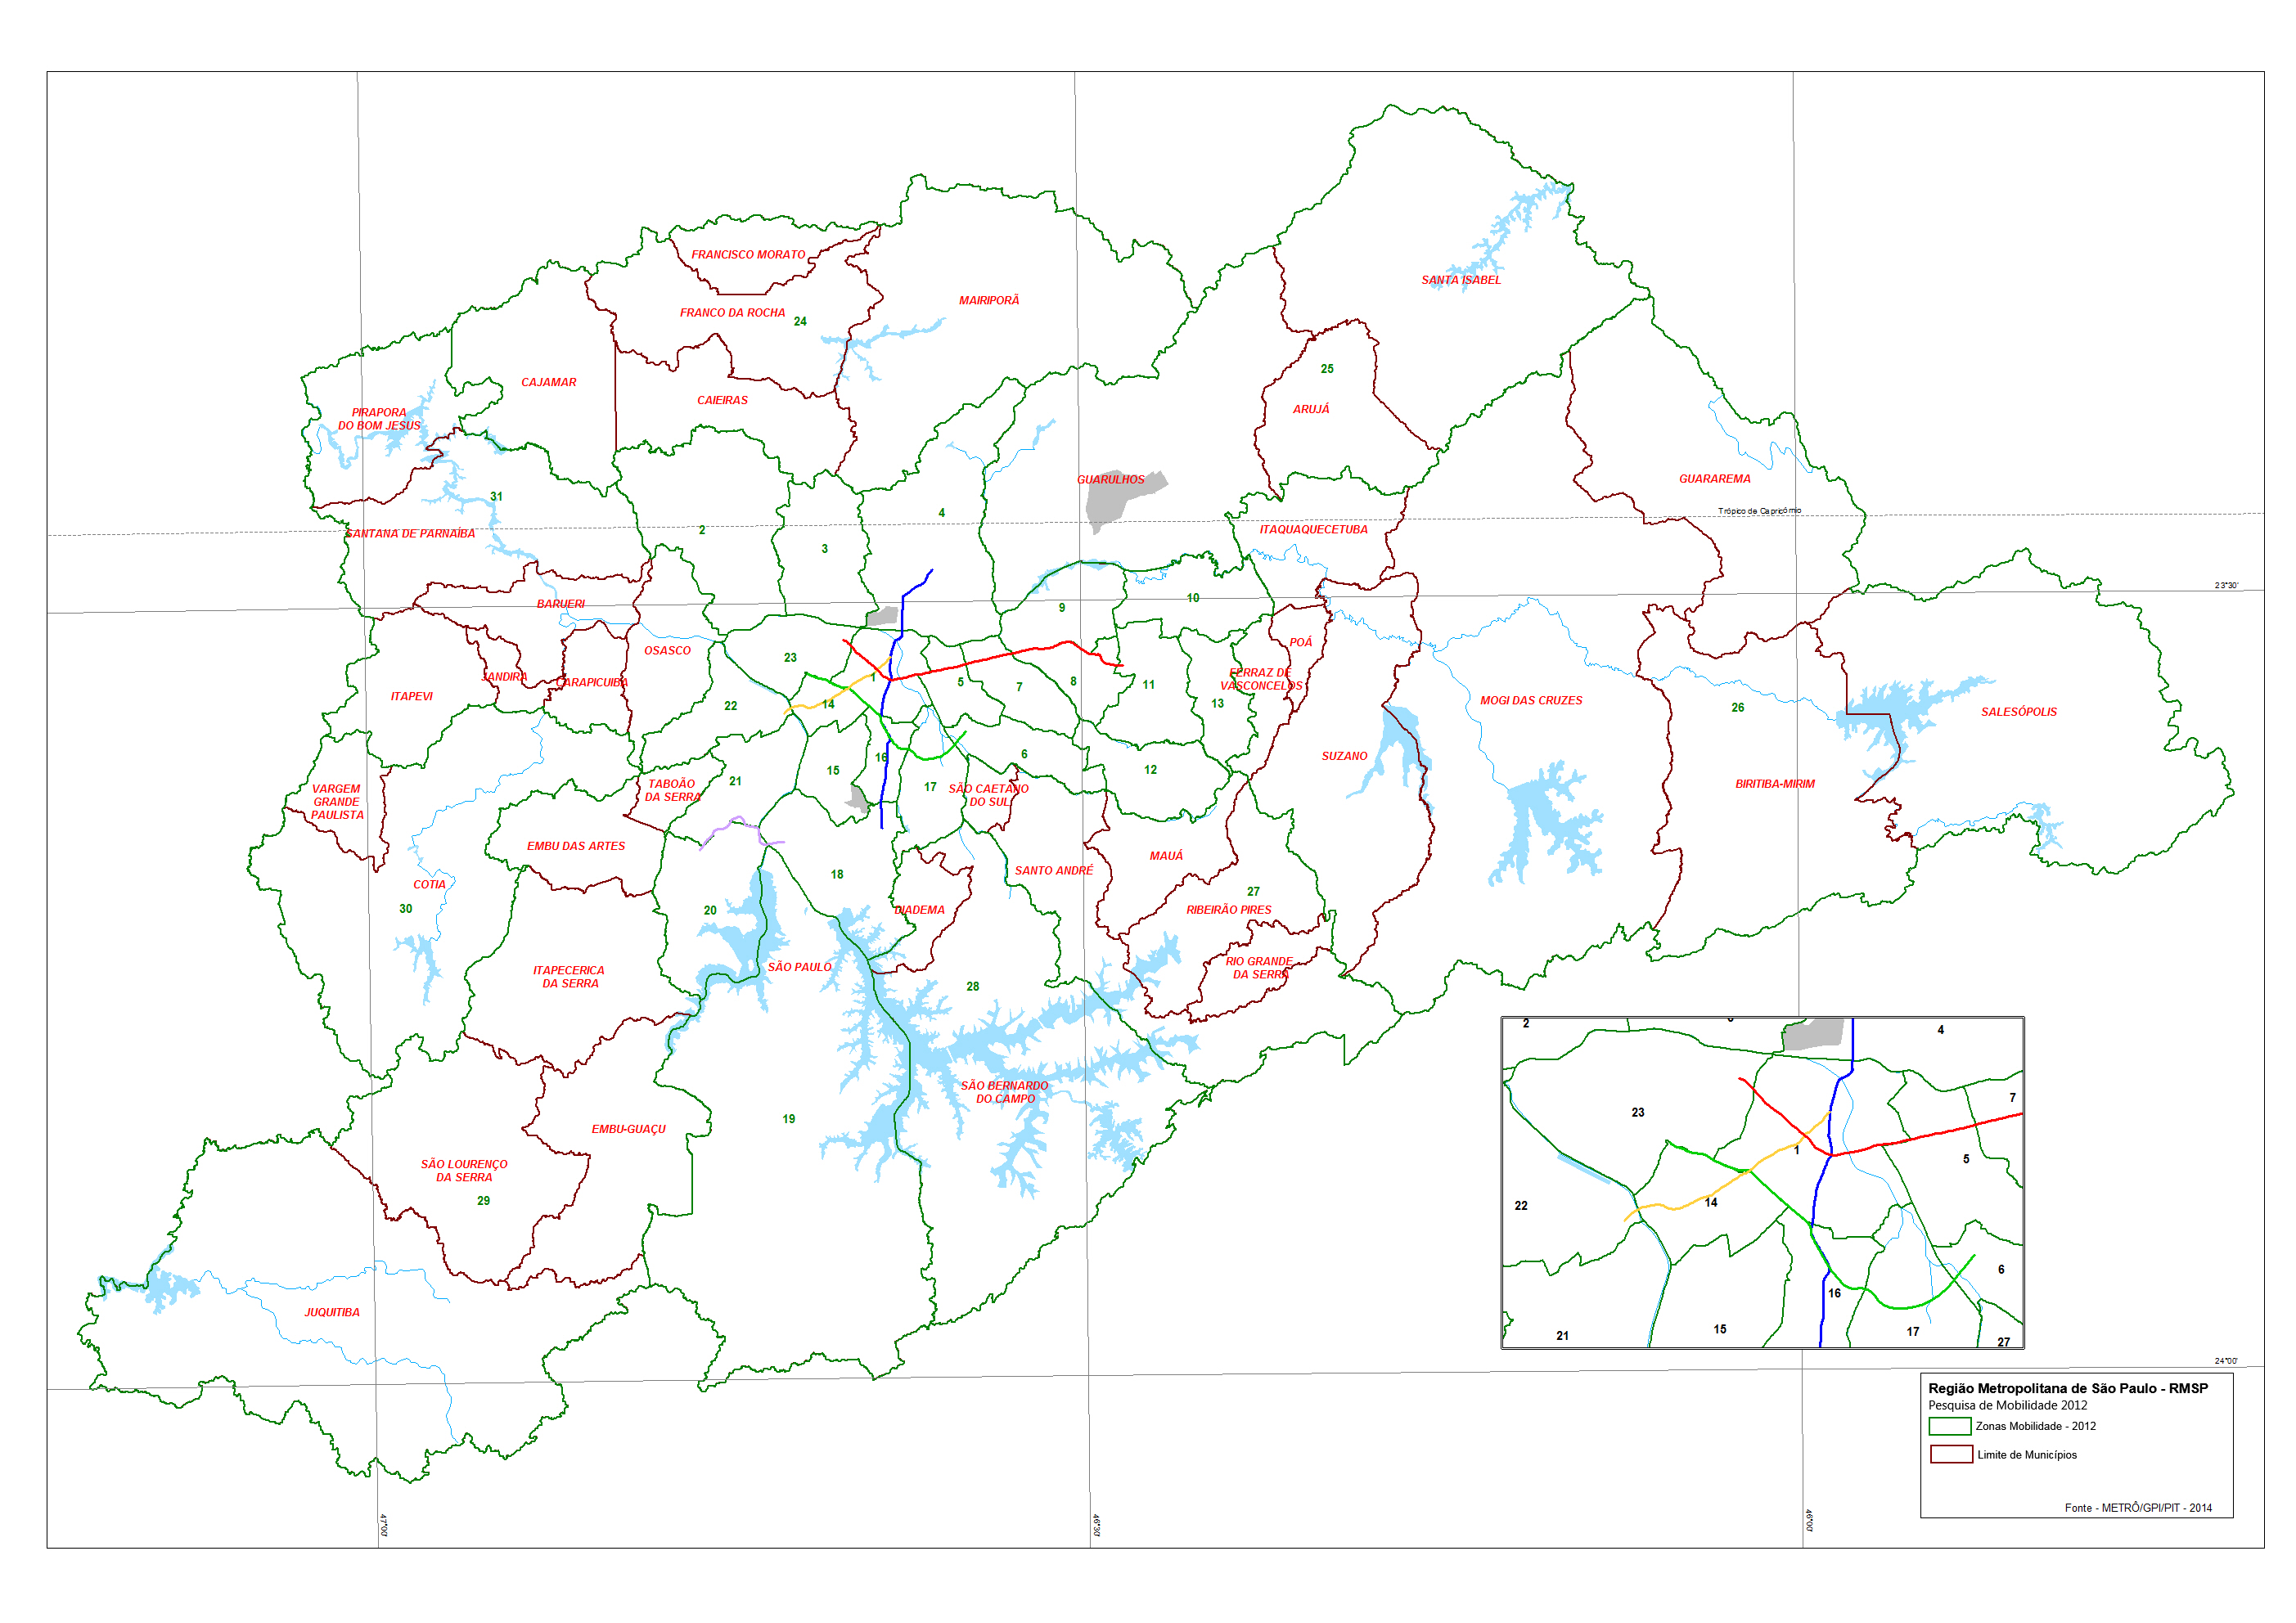 FRANCISCO MORATO
SANTA ISABEL
MAIRIPORÃ
FRANCO DA ROCHA
24
25
CAJAMAR
CAIEIRAS
ARUJÁ
PIRAPORA
DO BOM JESUS
GUARULHOS
GUARAREMA
31
4
Trópico de Capricórnio
SANTANA DE PARNAÍBA
2
3
ITAQUAQUECETUBA
23°30'
BARUERI
9
10
OSASCO
23
POÁ
JANDIRA
CARAPICUIBA
1
5
7
8
11
FERRAZ DE
VASCONCELOS
ITAPEVI
22
14
13
MOGI DAS CRUZES
26
SALESÓPOLIS
16
6
SUZANO
15
12
21
TABOÃO
DA SERRA
17
SÃO CAETANO
DO SUL
BIRITIBA-MIRIM
VARGEM
GRANDE
PAULISTA
EMBU DAS ARTES
MAUÁ
COTIA
18
SANTO ANDRÉ
27
30
20
DIADEMA
RIBEIRÃO PIRES
ITAPECERICA
DA SERRA
SÃO PAULO
RIO GRANDE
DA SERRA
28
SÃO BERNARDO
DO CAMPO
19
EMBU-GUAÇU
SÃO LOURENÇO
DA SERRA
29
JUQUITIBA
2
4
7
23
1
5
22
14
6
16
21
15
17
27
24°00'
Região Metropolitana de São Paulo - RMSP
Pesquisa de Mobilidade 2012
Zonas Mobilidade - 2012
Limite de Municípios
Fonte - METRÔ/GPI/PIT - 2014
47°00'
46°30'
46°00'